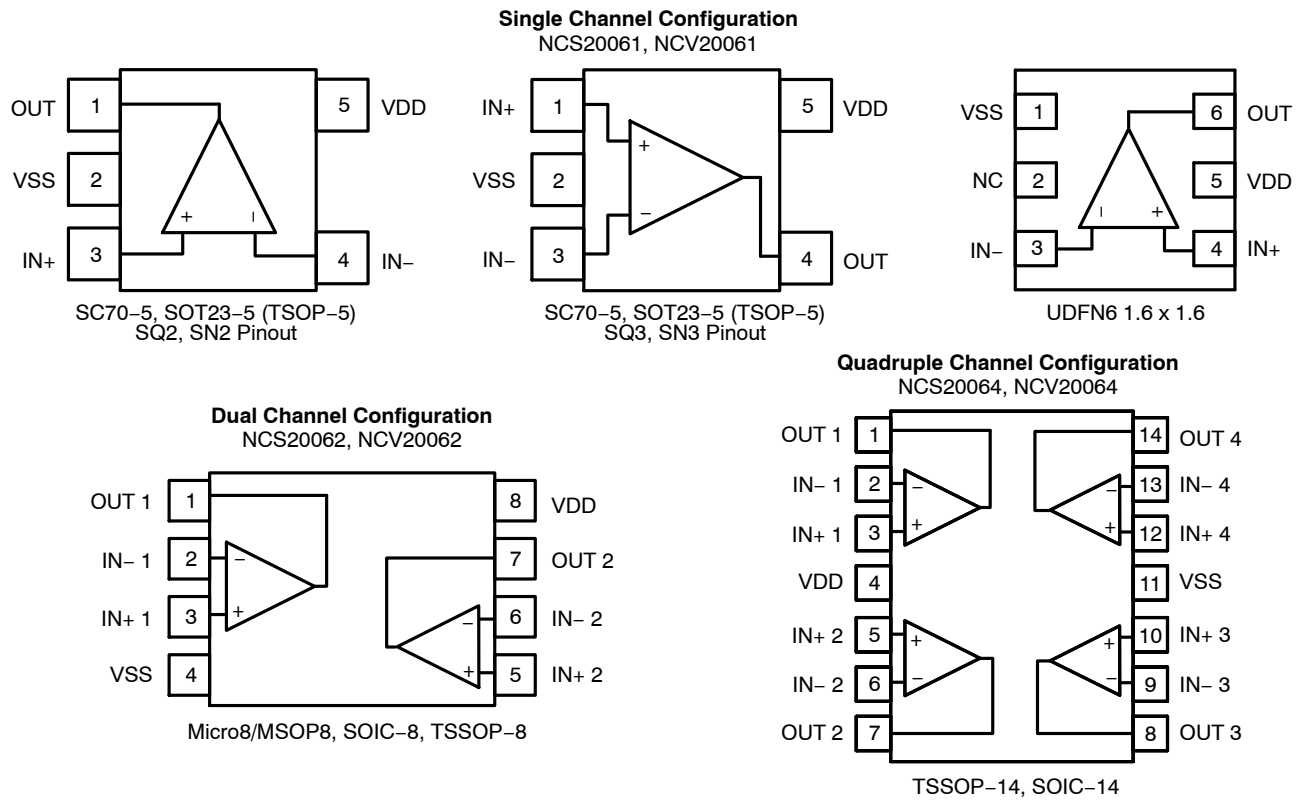 Single Channel Configuration
NCS20061, NCV20061
OUT 1 5 VDD
VSS 2
+ −
IN+ 3 4 IN−
SC70−5, SOT23−5 (TSOP−5)
SQ2, SN2 Pinout
IN+ 1 5 VDD
+
VSS 2
−
IN− 3 4 OUT
SC70−5, SOT23−5 (TSOP−5)
SQ3, SN3 Pinout
VSS 1 6 OUT
NC 2 5 VDD
− +
IN− 3 4 IN+
UDFN6 1.6 x 1.6
Dual Channel Configuration
NCS20062, NCV20062
OUT 1 1 8 VDD
IN− 1 2 − 7 OUT 2
IN+ 1 3 + − 6 IN− 2
VSS 4 + 5 IN+ 2
Micro8/MSOP8, SOIC−8, TSSOP−8
Quadruple Channel Configuration
NCS20064, NCV20064
OUT 1 1 14 OUT 4
IN− 1 2 − − 13 IN− 4
IN+ 1 3 + + 12 IN+ 4
VDD 4 11 VSS
IN+ 2 5 + + 10 IN+ 3
IN− 2 6 − − 9 IN− 3
OUT 2 7 8 OUT 3
TSSOP−14, SOIC−14